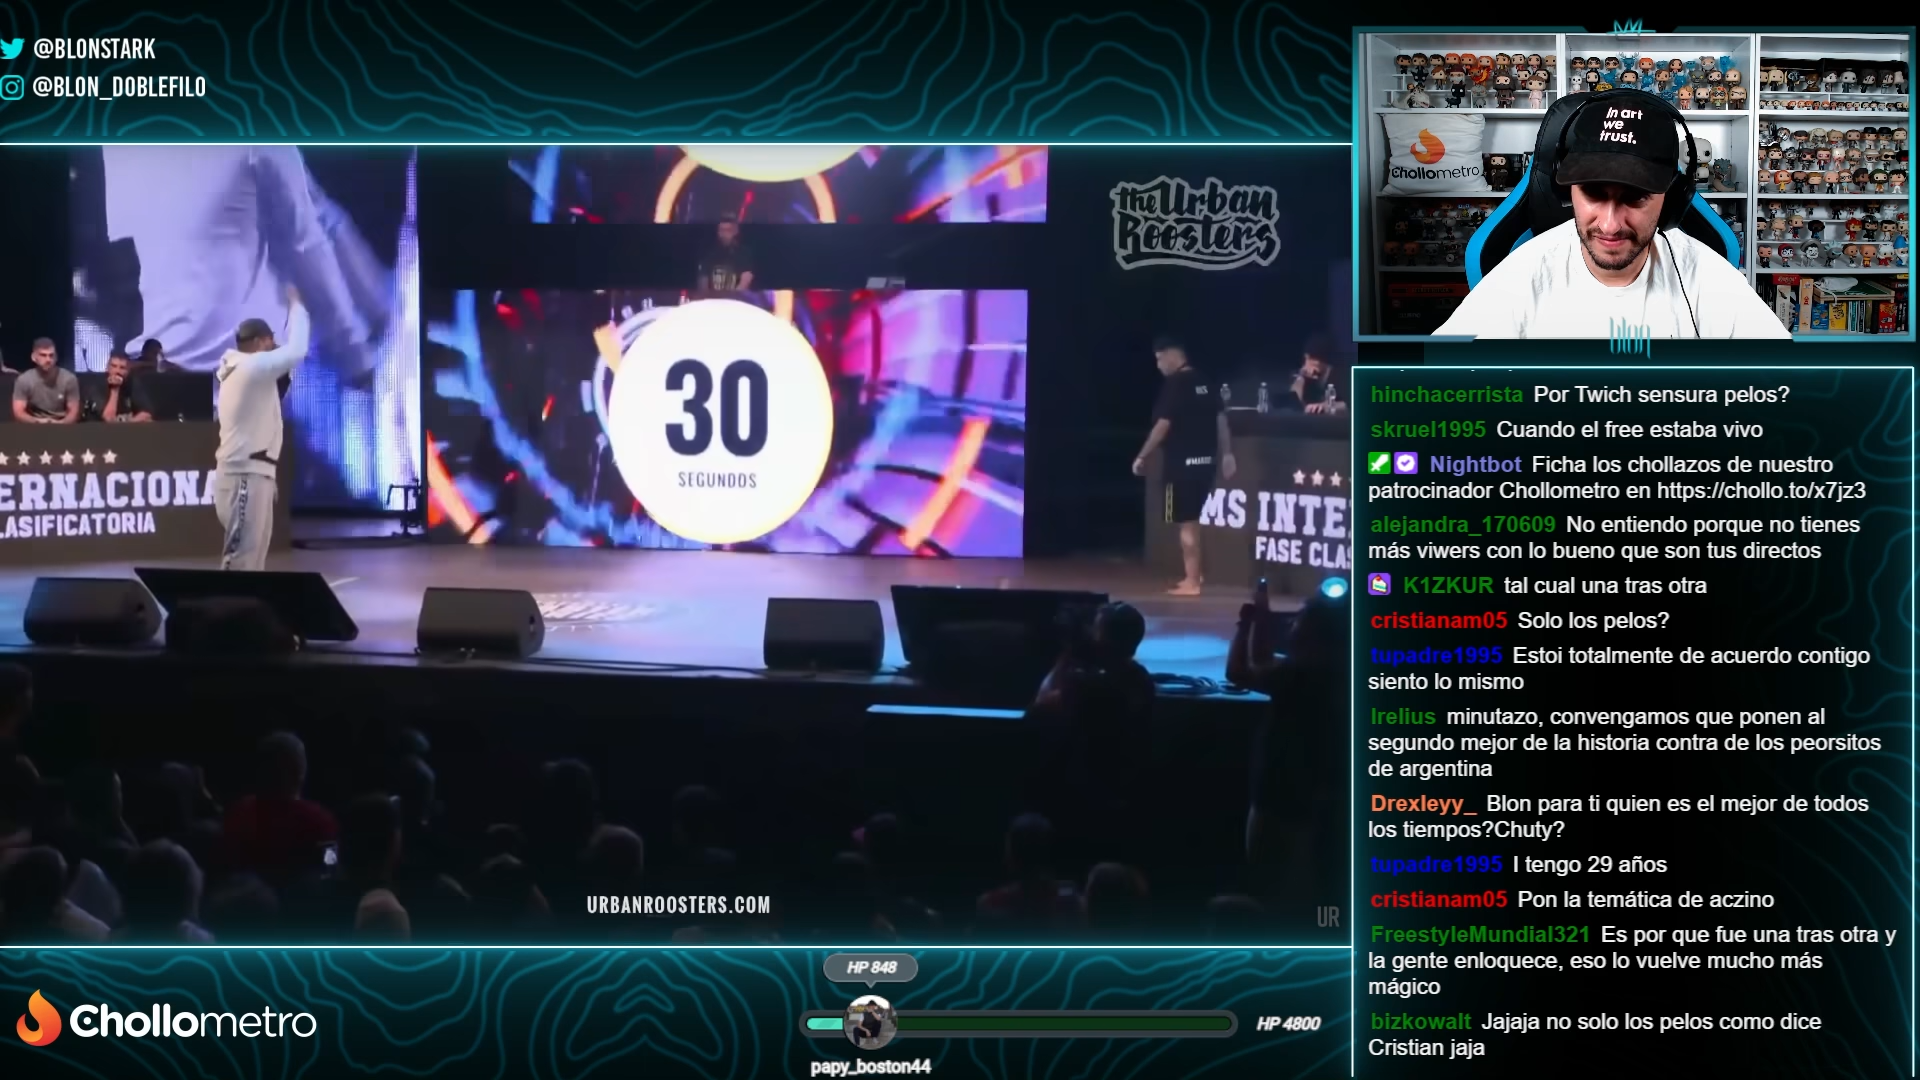 @BLONSTARK
@BLON_DOBLEFILO
the Urban
Roosters
30
SEGUNDOS
ERNACIONA
LASIFICATORIA
MS INTE
FASE CLA
URBANROOSTERS.COM
UR
In art
we
trust.
Chollometro
blon
hinchacerrista Por Twich sensura pelos?
skruel1995 Cuando el free estaba vivo
Nightbot Ficha los chollazos de nuestro
patrocinador Chollometro en https://chollo.to/x7jz3
alejandra_170609 No entiendo porque no tienes
más viwers con lo bueno que son tus directos
K1ZKUR tal cual una tras otra
cristianam05 Solo los pelos?
tupadre1995 Estoi totalmente de acuerdo contigo
siento lo mismo
Irelius minutazo, convengamos que ponen al
segundo mejor de la historia contra de los peorsitos
de argentina
Drexleyy_ Blon para ti quien es el mejor de todos
los tiempos?Chuty?
tupadre1995 I tengo 29 años
cristianam05 Pon la temática de aczino
FreestyleMundial321 Es por que fue una tras otra y
la gente enloquece, eso lo vuelve mucho más
mágico
bizkowalt Jajaja no solo los pelos como dice
Cristian jaja
Chollometro
HP 848
HP 4800
papy_boston44